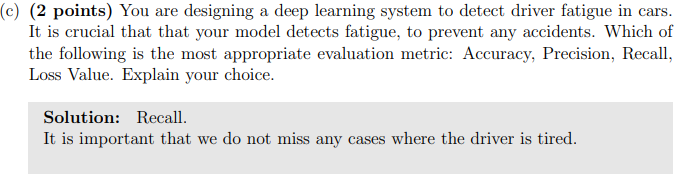 (c) (2 points) You are designing a deep learning system to detect driver fatigue in cars.
It is crucial that that your model detects fatigue, to prevent any accidents. Which of
the following is the most appropriate evaluation metric: Accuracy, Precision, Recall,
Loss Value. Explain your choice.
Solution: Recall.
It is important that we do not miss any cases where the driver is tired.